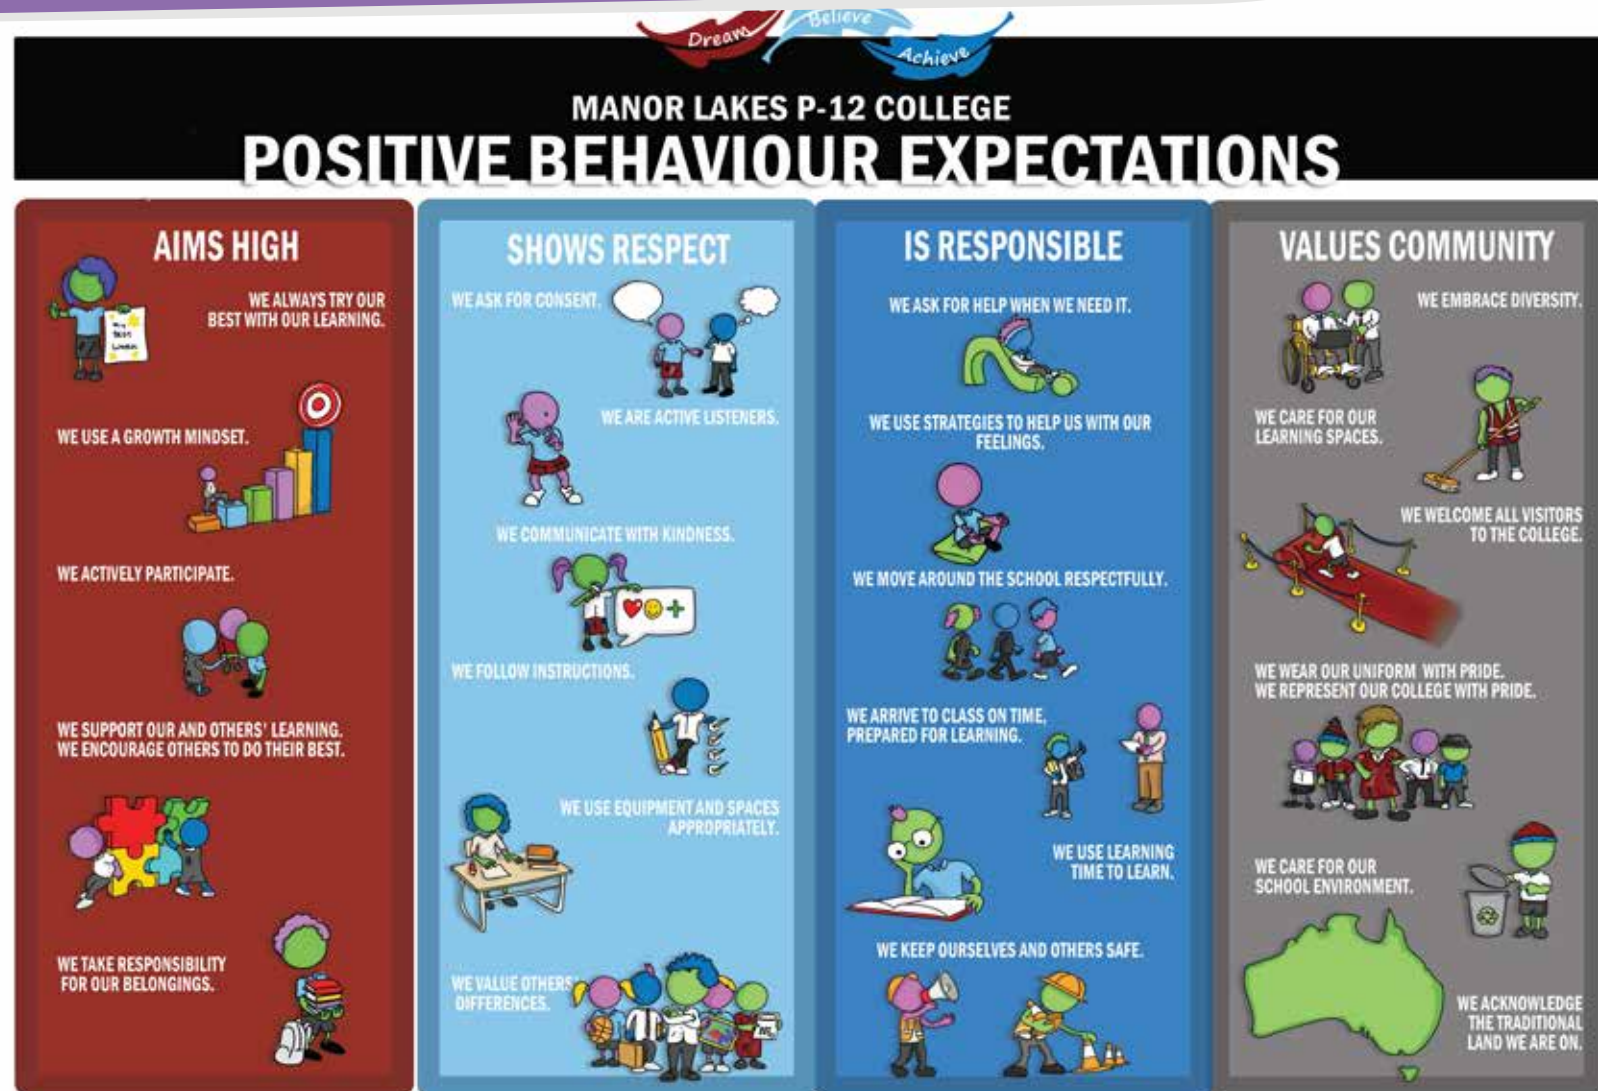 Dream
Believe
Achieve
MANOR LAKES P-12 COLLEGE
POSITIVE BEHAVIOUR EXPECTATIONS
AIMS HIGH
WE ALWAYS TRY OUR
BEST WITH OUR LEARNING.
My
BEST
WORK
WE USE A GROWTH MINDSET.
WE ACTIVELY PARTICIPATE.
WE SUPPORT OUR AND OTHERS' LEARNING.
WE ENCOURAGE OTHERS TO DO THEIR BEST.
WE TAKE RESPONSIBILITY
FOR OUR BELONGINGS.
SHOWS RESPECT
WE ASK FOR CONSENT.
WE ARE ACTIVE LISTENERS.
WE COMMUNICATE WITH KINDNESS.
WE FOLLOW INSTRUCTIONS.
WE USE EQUIPMENT AND SPACES
APPROPRIATELY.
WE VALUE OTHERS'
DIFFERENCES.
IS RESPONSIBLE
WE ASK FOR HELP WHEN WE NEED IT.
WE USE STRATEGIES TO HELP US WITH OUR
FEELINGS.
WE MOVE AROUND THE SCHOOL RESPECTFULLY.
WE ARRIVE TO CLASS ON TIME,
PREPARED FOR LEARNING.
WE USE LEARNING
TIME TO LEARN.
WE KEEP OURSELVES AND OTHERS SAFE.
VALUES COMMUNITY
WE EMBRACE DIVERSITY.
WE CARE FOR OUR
LEARNING SPACES.
WE WELCOME ALL VISITORS
TO THE COLLEGE.
WE WEAR OUR UNIFORM WITH PRIDE.
WE REPRESENT OUR COLLEGE WITH PRIDE.
WE CARE FOR OUR
SCHOOL ENVIRONMENT.
WE ACKNOWLEDGE
THE TRADITIONAL
LAND WE ARE ON.